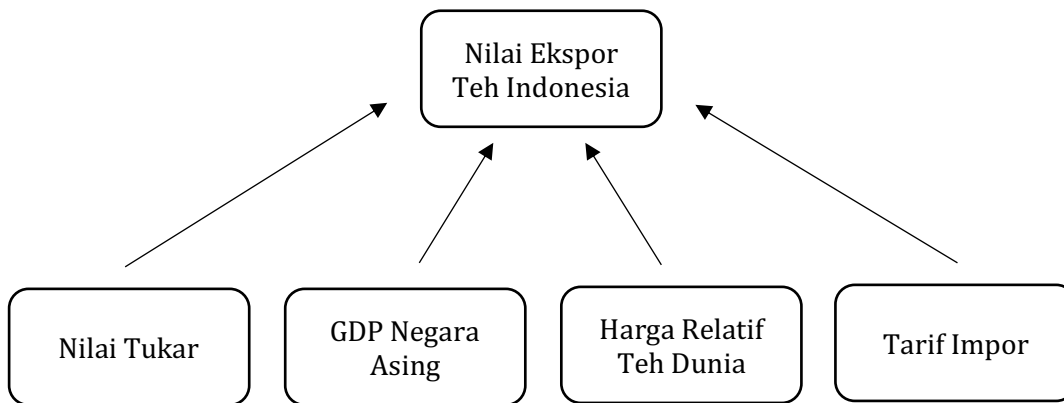 Nilai Ekspor
Teh Indonesia
Nilai Tukar
GDP Negara
Asing
Harga Relatif
Teh Dunia
Tarif Impor